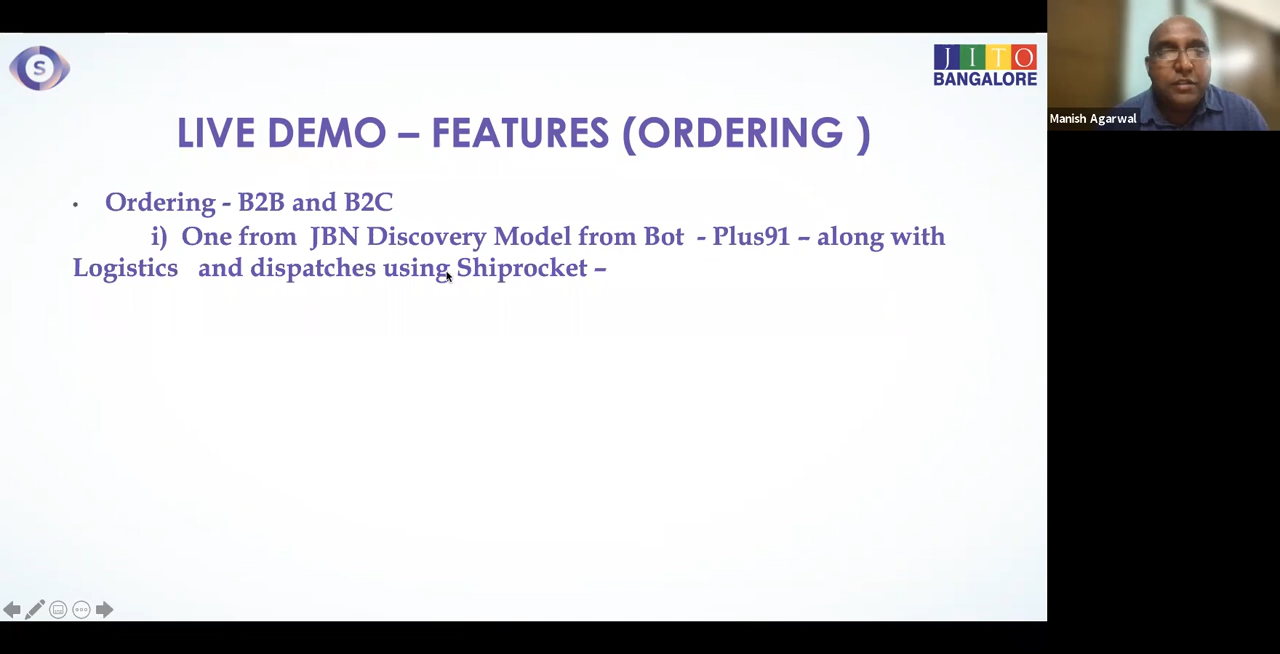 S
JITO
BANGALORE
Manish Agarwal
LIVE DEMO – FEATURES (ORDERING )
• Ordering - B2B and B2C
i) One from JBN Discovery Model from Bot - Plus91 – along with
Logistics and dispatches using Shiprocket –